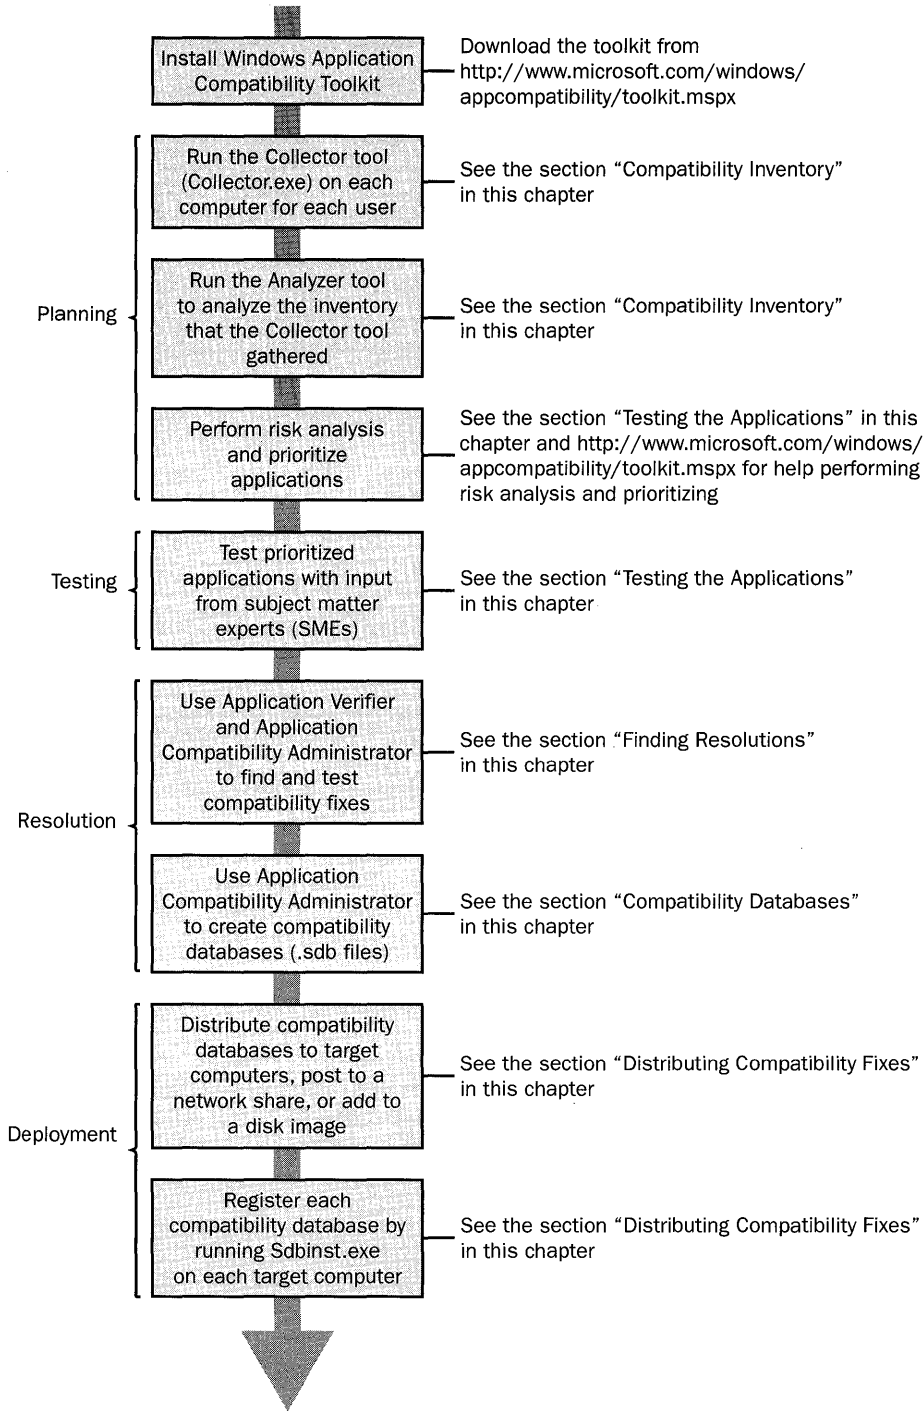 Install Windows Application
Compatibility Toolkit
Download the toolkit from
http://www.microsoft.com/windows/
appcompatibility/toolkit.mspx
Planning
Run the Collector tool
(Collector.exe) on each
computer for each user
See the section “Compatibility Inventory”
in this chapter
Run the Analyzer tool
to analyze the inventory
that the Collector tool
gathered
See the section “Compatibility Inventory”
in this chapter
Perform risk analysis
and prioritize
applications
See the section “Testing the Applications” in this
chapter and http://www.microsoft.com/windows/
appcompatibility/toolkit.mspx for help performing
risk analysis and prioritizing
Testing
Test prioritized
applications with input
from subject matter
experts (SMEs)
See the section “Testing the Applications”
in this chapter
Resolution
Use Application Verifier
and Application
Compatibility Administrator
to find and test
compatibility fixes
See the section “Finding Resolutions”
in this chapter
Use Application
Compatibility Administrator
to create compatibility
databases (.sdb files)
See the section “Compatibility Databases”
in this chapter
Deployment
Distribute compatibility
databases to target
computers, post to a
network share, or add to
a disk image
See the section “Distributing Compatibility Fixes”
in this chapter
Register each
compatibility database by
running Sdbinst.exe
on each target computer
See the section “Distributing Compatibility Fixes”
in this chapter